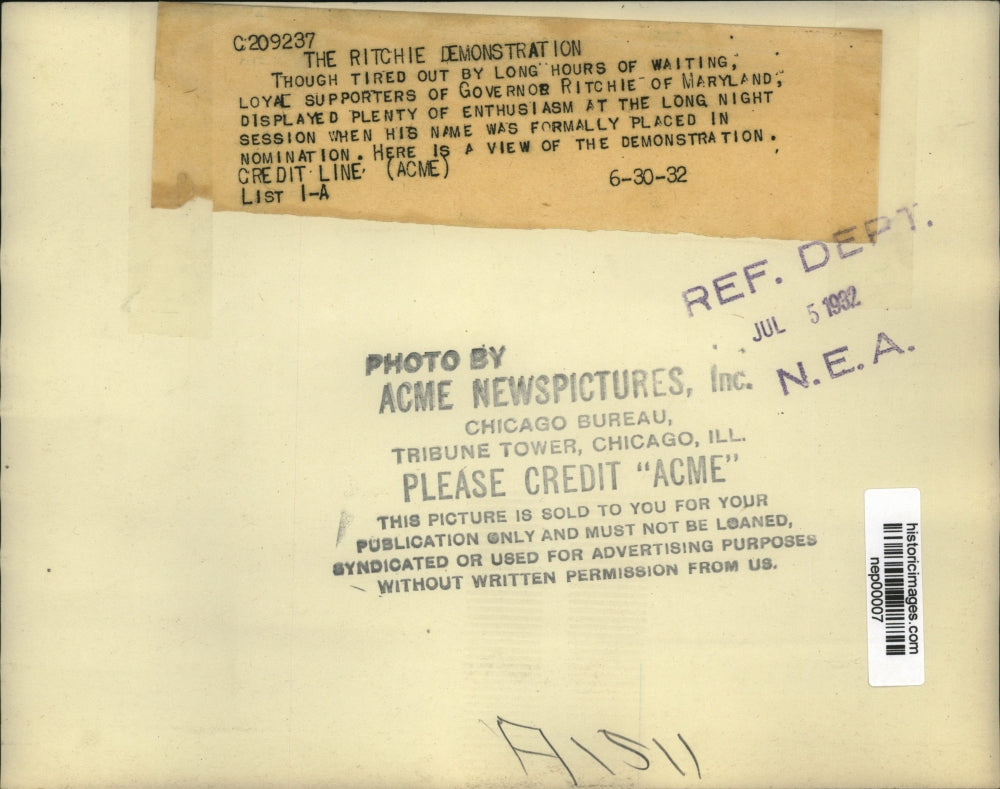 C209237
THE RITCHIE DEMONSTRATION
THOUGH TIRED OUT BY LONG HOURS OF WAITING,
LOYAL SUPPORTERS OF GOVERNOR RITCHIE OF MARYLAND,
DISPLAYED PLENTY OF ENTHUSIASM AT THE LONG NIGHT
SESSION WHEN HIS NAME WAS FORMALLY PLACED IN
NOMINATION. HERE IS A VIEW OF THE DEMONSTRATION.
CREDIT LINE (ACME) 6-30-32
LIST I-A
REF. DEPT.
JUL 5 1932
N.E.A.
PHOTO BY
ACME NEWSPICTURES, Inc.
CHICAGO BUREAU,
TRIBUNE TOWER, CHICAGO, ILL.
PLEASE CREDIT "ACME"
THIS PICTURE IS SOLD TO YOU FOR YOUR
PUBLICATION ONLY AND MUST NOT BE LOANED,
SYNDICATED OR USED FOR ADVERTISING PURPOSES
WITHOUT WRITTEN PERMISSION FROM US.
historicimages.com
nep00007